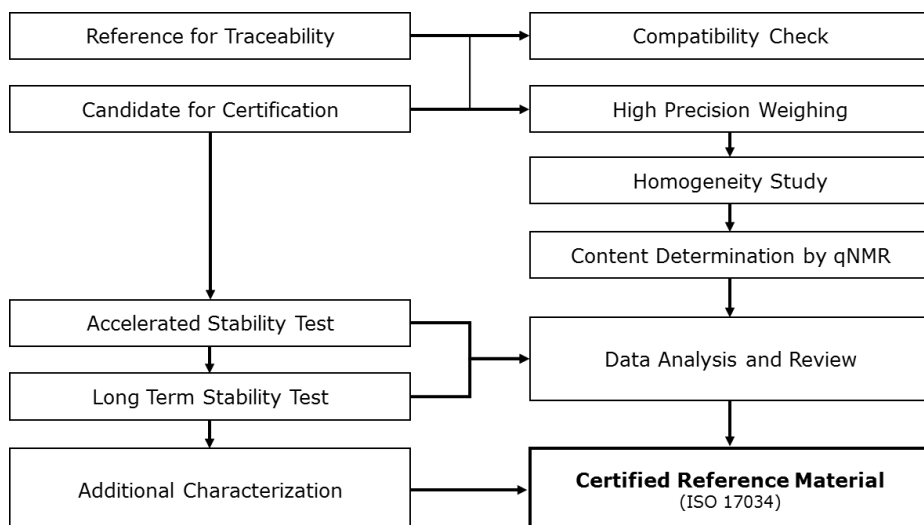 Reference for Traceability
Compatibility Check
Candidate for Certification
High Precision Weighing
Homogeneity Study
Content Determination by qNMR
Accelerated Stability Test
Data Analysis and Review
Long Term Stability Test
Additional Characterization
Certified Reference Material
(ISO 17034)